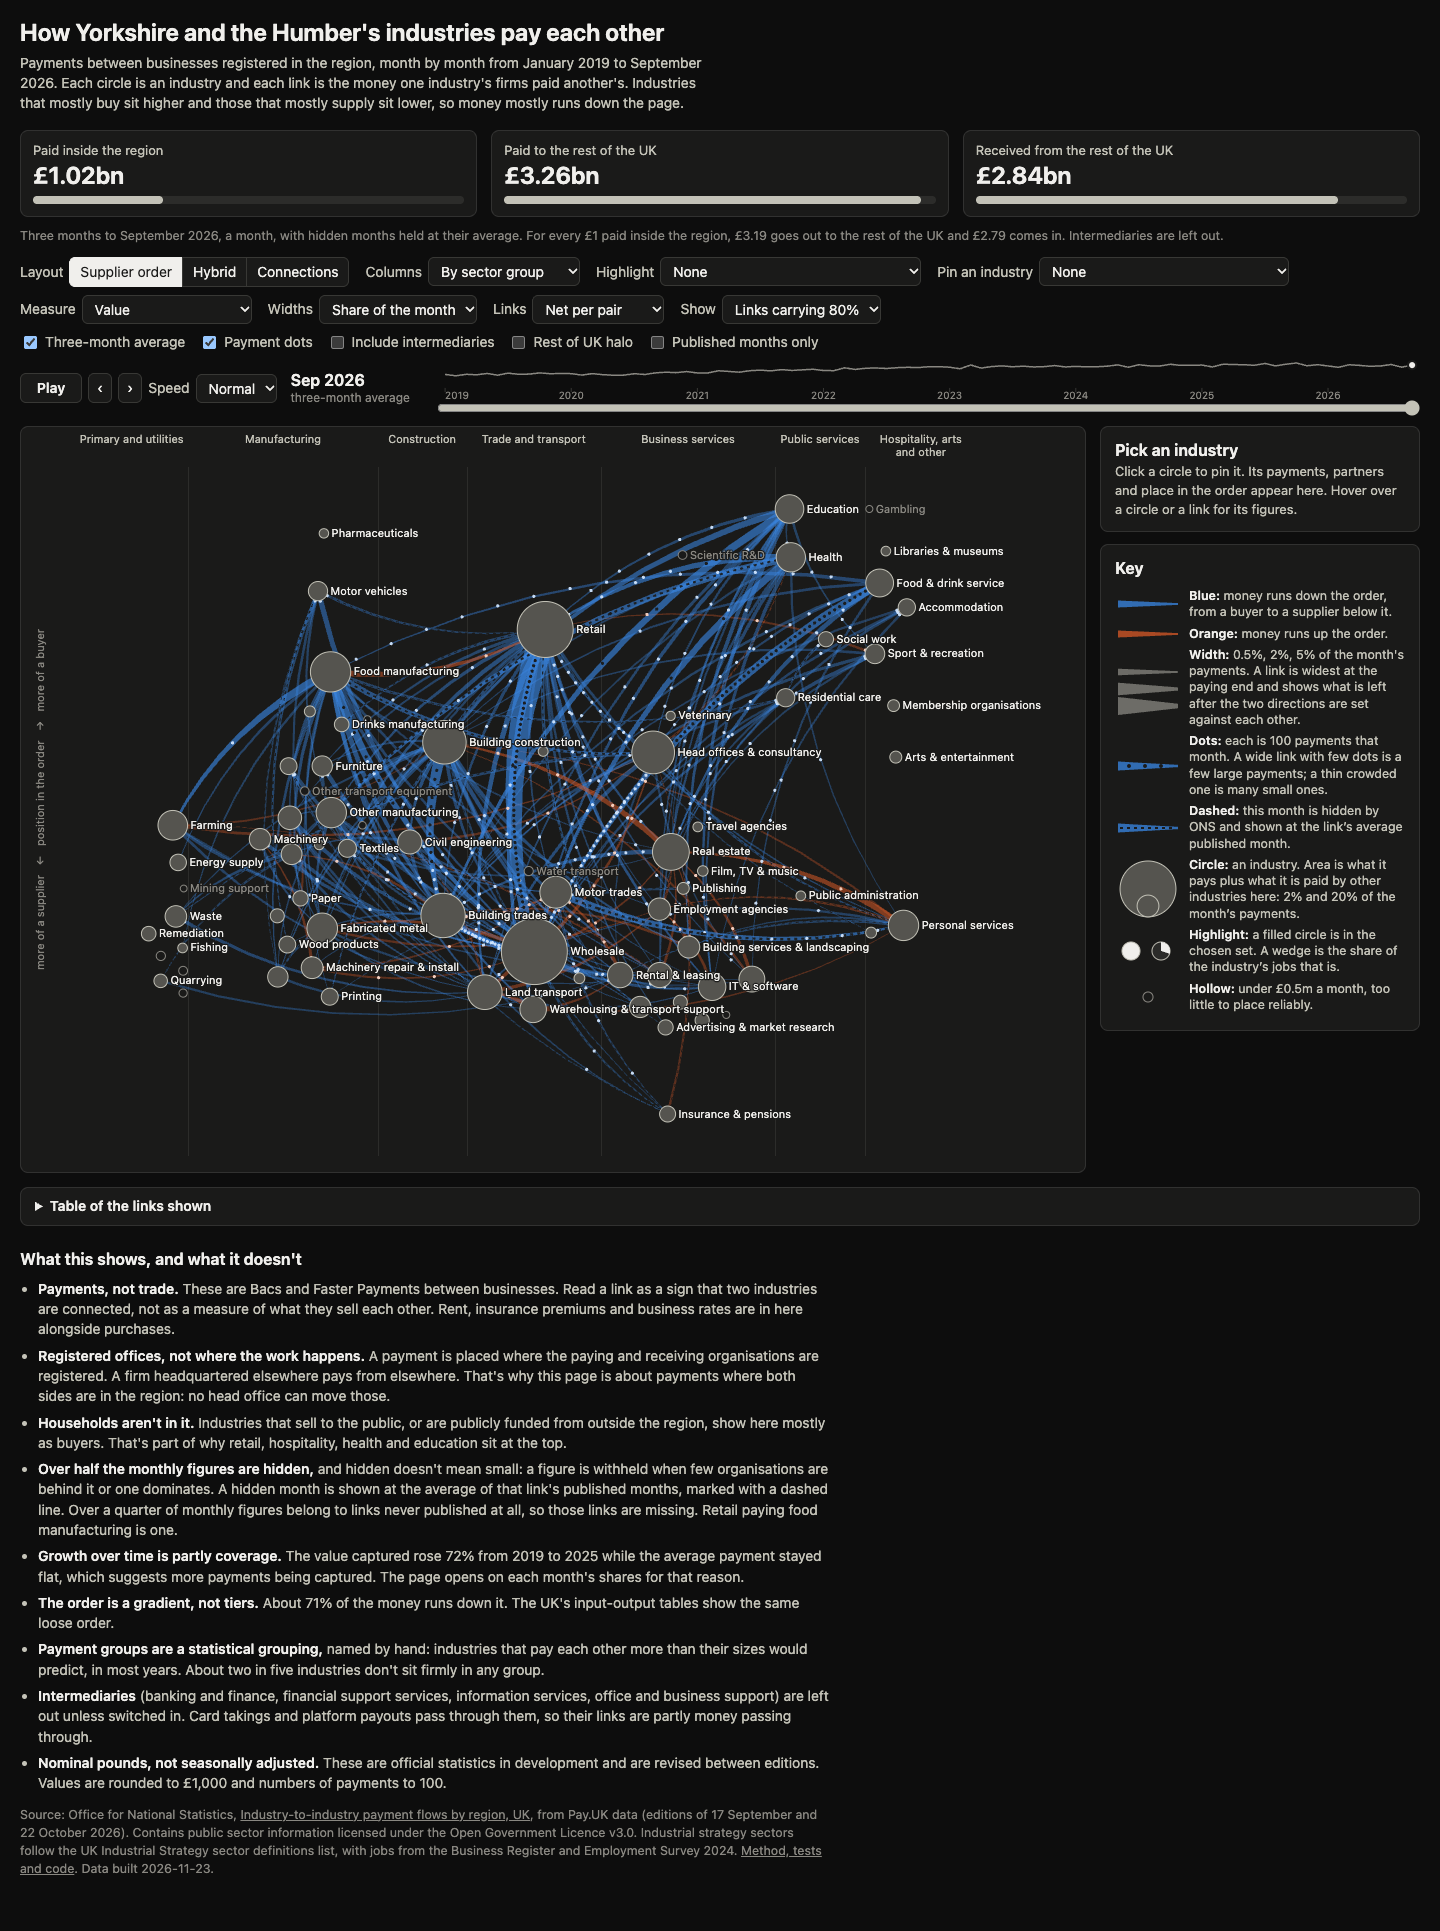 How Yorkshire and the Humber's industries pay each other
Payments between businesses registered in the region, month by month from January 2019 to September
2026. Each circle is an industry and each link is the money one industry's firms paid another's. Industries
that mostly buy sit higher and those that mostly supply sit lower, so money mostly runs down the page.
Paid inside the region
£1.02bn
Paid to the rest of the UK
£3.26bn
Received from the rest of the UK
£2.84bn
Three months to September 2026, a month, with hidden months held at their average. For every £1 paid inside the region, £3.19 goes out to the rest of the UK and £2.79 comes in. Intermediaries are left out.
Layout Supplier order Hybrid Connections Columns By sector group Highlight None Pin an industry None
Measure Value Widths Share of the month Links Net per pair Show Links carrying 80%
Three-month average Payment dots Include intermediaries Rest of UK halo Published months only
Play ‹ › Speed Normal Sep 2026
three-month average
2019 2020 2021 2022 2023 2024 2025 2026
Primary and utilities Manufacturing Construction Trade and transport Business services Public services Hospitality, arts
and other
more of a supplier ← position in the order → more of a buyer
Education Gambling
Pharmaceuticals
Scientific R&D Health Libraries & museums
Motor vehicles Food & drink service
Accommodation
Retail Social work
Sport & recreation
Food manufacturing
Residential care Membership organisations
Drinks manufacturing Veterinary
Building construction Head offices & consultancy
Arts & entertainment
Furniture
Other transport equipment
Other manufacturing
Farming Travel agencies
Machinery Textiles Civil engineering
Real estate
Energy supply
Water transport Film, TV & music
Mining support Motor trades Publishing
Paper Public administration
Waste Building trades Employment agencies
Remediation Fabricated metal Personal services
Fishing Wood products Wholesale Building services & landscaping
Machinery repair & install
Quarrying Rental & leasing
Printing Land transport IT & software
Warehousing & transport support
Advertising & market research
Insurance & pensions
Pick an industry
Click a circle to pin it. Its payments, partners
and place in the order appear here. Hover over
a circle or a link for its figures.
Key
Blue: money runs down the order,
from a buyer to a supplier below it.
Orange: money runs up the order.
Width: 0.5%, 2%, 5% of the month's
payments. A link is widest at the
paying end and shows what is left
after the two directions are set
against each other.
Dots: each is 100 payments that
month. A wide link with few dots is a
few large payments; a thin crowded
one is many small ones.
Dashed: this month is hidden by
ONS and shown at the link's average
published month.
Circle: an industry. Area is what it
pays plus what it is paid by other
industries here: 2% and 20% of the
month's payments.
Highlight: a filled circle is in the
chosen set. A wedge is the share of
the industry's jobs that is.
Hollow: under £0.5m a month, too
little to place reliably.
Table of the links shown
What this shows, and what it doesn't
• Payments, not trade. These are Bacs and Faster Payments between businesses. Read a link as a sign that two industries
are connected, not as a measure of what they sell each other. Rent, insurance premiums and business rates are in here
alongside purchases.
• Registered offices, not where the work happens. A payment is placed where the paying and receiving organisations are
registered. A firm headquartered elsewhere pays from elsewhere. That's why this page is about payments where both
sides are in the region: no head office can move those.
• Households aren't in it. Industries that sell to the public, or are publicly funded from outside the region, show here mostly
as buyers. That's part of why retail, hospitality, health and education sit at the top.
• Over half the monthly figures are hidden, and hidden doesn't mean small: a figure is withheld when few organisations are
behind it or one dominates. A hidden month is shown at the average of that link's published months, marked with a dashed
line. Over a quarter of monthly figures belong to links never published at all, so those links are missing. Retail paying food
manufacturing is one.
• Growth over time is partly coverage. The value captured rose 72% from 2019 to 2025 while the average payment stayed
flat, which suggests more payments being captured. The page opens on each month's shares for that reason.
• The order is a gradient, not tiers. About 71% of the money runs down it. The UK's input-output tables show the same
loose order.
• Payment groups are a statistical grouping, named by hand: industries that pay each other more than their sizes would
predict, in most years. About two in five industries don't sit firmly in any group.
• Intermediaries (banking and finance, financial support services, information services, office and business support) are left
out unless switched in. Card takings and platform payouts pass through them, so their links are partly money passing
through.
• Nominal pounds, not seasonally adjusted. These are official statistics in development and are revised between editions.
Values are rounded to £1,000 and numbers of payments to 100.
Source: Office for National Statistics, Industry-to-industry payment flows by region, UK, from Pay.UK data (editions of 17 September and
22 October 2026). Contains public sector information licensed under the Open Government Licence v3.0. Industrial strategy sectors
follow the UK Industrial Strategy sector definitions list, with jobs from the Business Register and Employment Survey 2024. Method, tests
and code. Data built 2026-11-23.